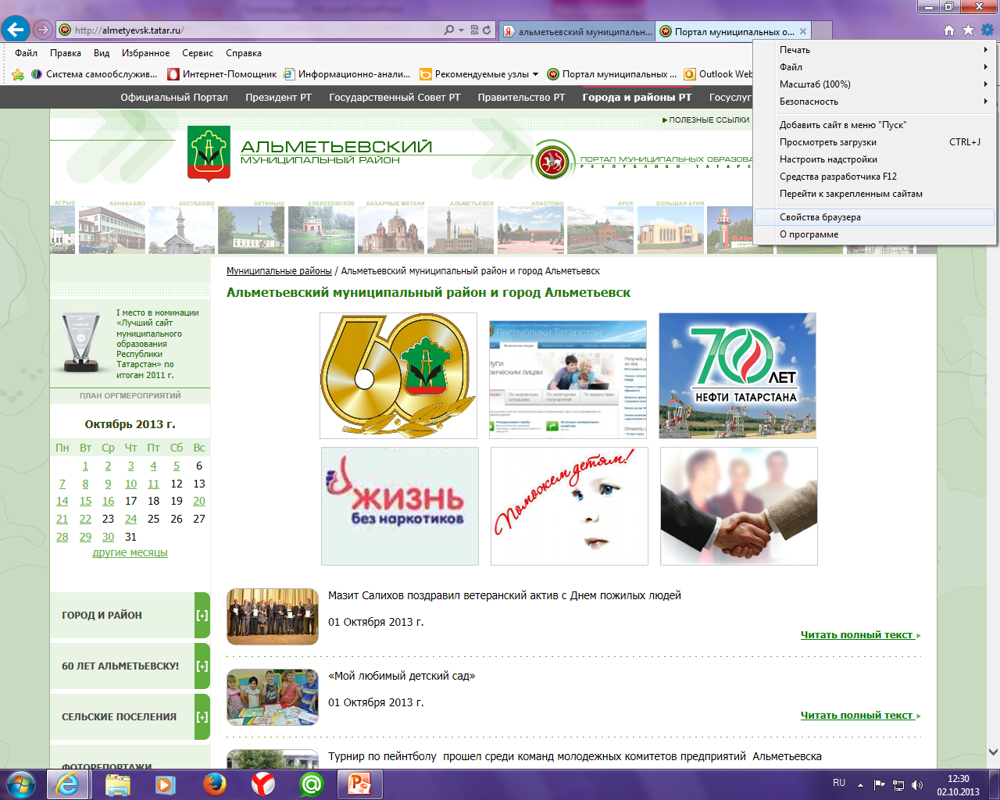 http://almetyevsk.tatar.ru/
альметьевский муниципальн...
Портал муниципальных о...
Файл Правка Вид Избранное Сервис Справка
Система самообслужив...
Интернет-Помощник
Информационно-анали...
Рекомендуемые узлы
Портал муниципальных ...
Outlook Web
Официальный Портал Президент РТ Государственный Совет РТ Правительство РТ Города и районы РТ Госуслуг
Печать
Файл
Масштаб (100%)
Безопасность
Добавить сайт в меню "Пуск"
Просмотреть загрузки CTRL+J
Настроить надстройки
Средства разработчика F12
Перейти к закрепленным сайтам
Свойства браузера
О программе
ПОЛЕЗНЫЕ ССЫЛКИ
АЛЬМЕТЬЕВСКИЙ
МУНИЦИПАЛЬНЫЙ РАЙОН
ПОРТАЛ МУНИЦИПАЛЬНЫХ ОБРАЗОВА
РЕСПУБЛИКИ ТАТАРС
АГРЫЗ АЗНАКАЕВО АКСУБАЕВО АКТАНЫШ АЛЕКСЕЕВСКОЕ БАЗАРНЫЕ МАТАКИ АЛЬМЕТЬЕВСК АПАСТОВО АРСК БОЛЬШАЯ АТНЯ
Муниципальные районы / Альметьевский муниципальный район и город Альметьевск
Альметьевский муниципальный район и город Альметьевск
I место в номинации
«Лучший сайт
муниципального
образования
Республики
Татарстан» по
итогам 2011 г.
ПЛАН ОРГМЕРОПРИЯТИЙ
Октябрь 2013 г.
Пн Вт Ср Чт Пт Сб Вс
1 2 3 4 5 6
7 8 9 10 11 12 13
14 15 16 17 18 19 20
21 22 23 24 25 26 27
28 29 30 31
другие месяцы
60
Республики Татарстан
70
ЛЕТ
НЕФТИ ТАТАРСТАНА
ЖИЗНЬ
без наркотиков
Поможем детям!
ГОРОД И РАЙОН [+]
60 ЛЕТ АЛЬМЕТЬЕВСКУ! [+]
СЕЛЬСКИЕ ПОСЕЛЕНИЯ [+]
ФОТОРЕПОРТАЖИ
Мазит Салихов поздравил ветеранский актив с Днем пожилых людей
01 Октября 2013 г.
Читать полный текст
«Мой любимый детский сад»
01 Октября 2013 г.
Читать полный текст
Турнир по пейнтболу прошел среди команд молодежных комитетов предприятий Альметьевска
RU
12:30
02.10.2013